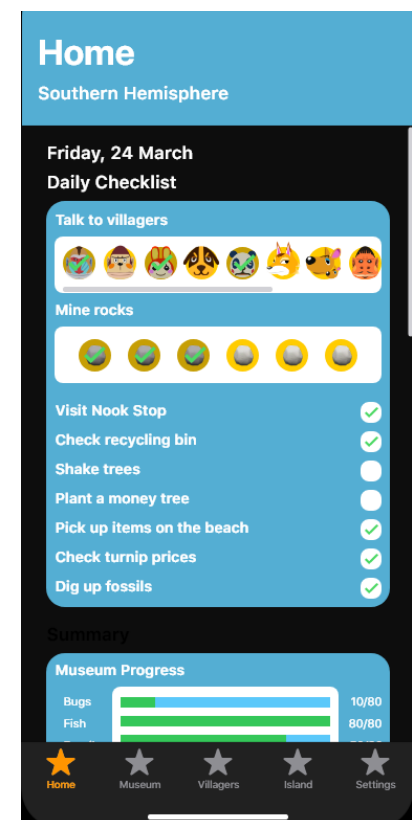 Home
Southern Hemisphere
Friday, 24 March
Daily Checklist
Talk to villagers
Mine rocks
Visit Nook Stop
Check recycling bin
Shake trees
Plant a money tree
Pick up items on the beach
Check turnip prices
Dig up fossils
Summary
Museum Progress
Bugs 10/80
Fish 80/80
Home Museum Villagers Island Settings